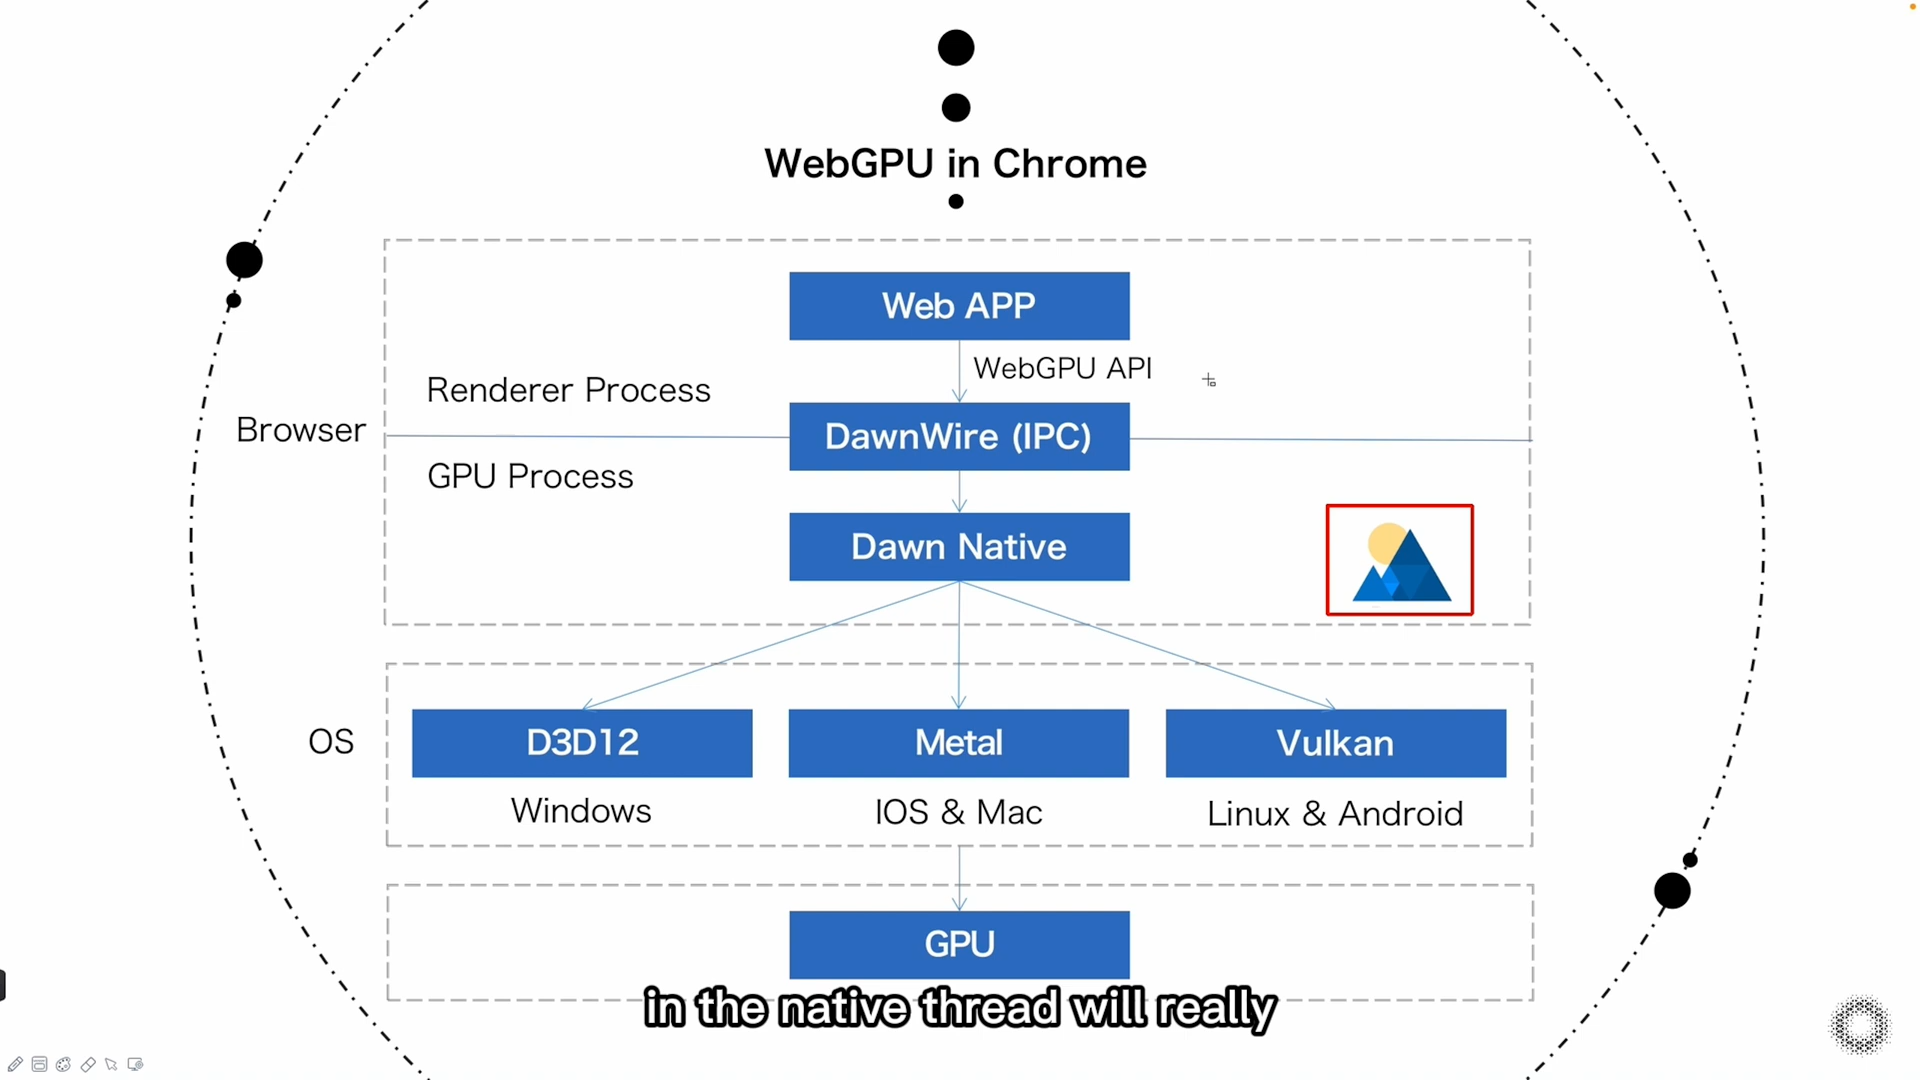 WebGPU in Chrome
Web APP
WebGPU API
Renderer Process
Browser
DawnWire (IPC)
GPU Process
Dawn Native
OS
D3D12
Metal
Vulkan
Windows
IOS & Mac
Linux & Android
GPU
in the native thread will really